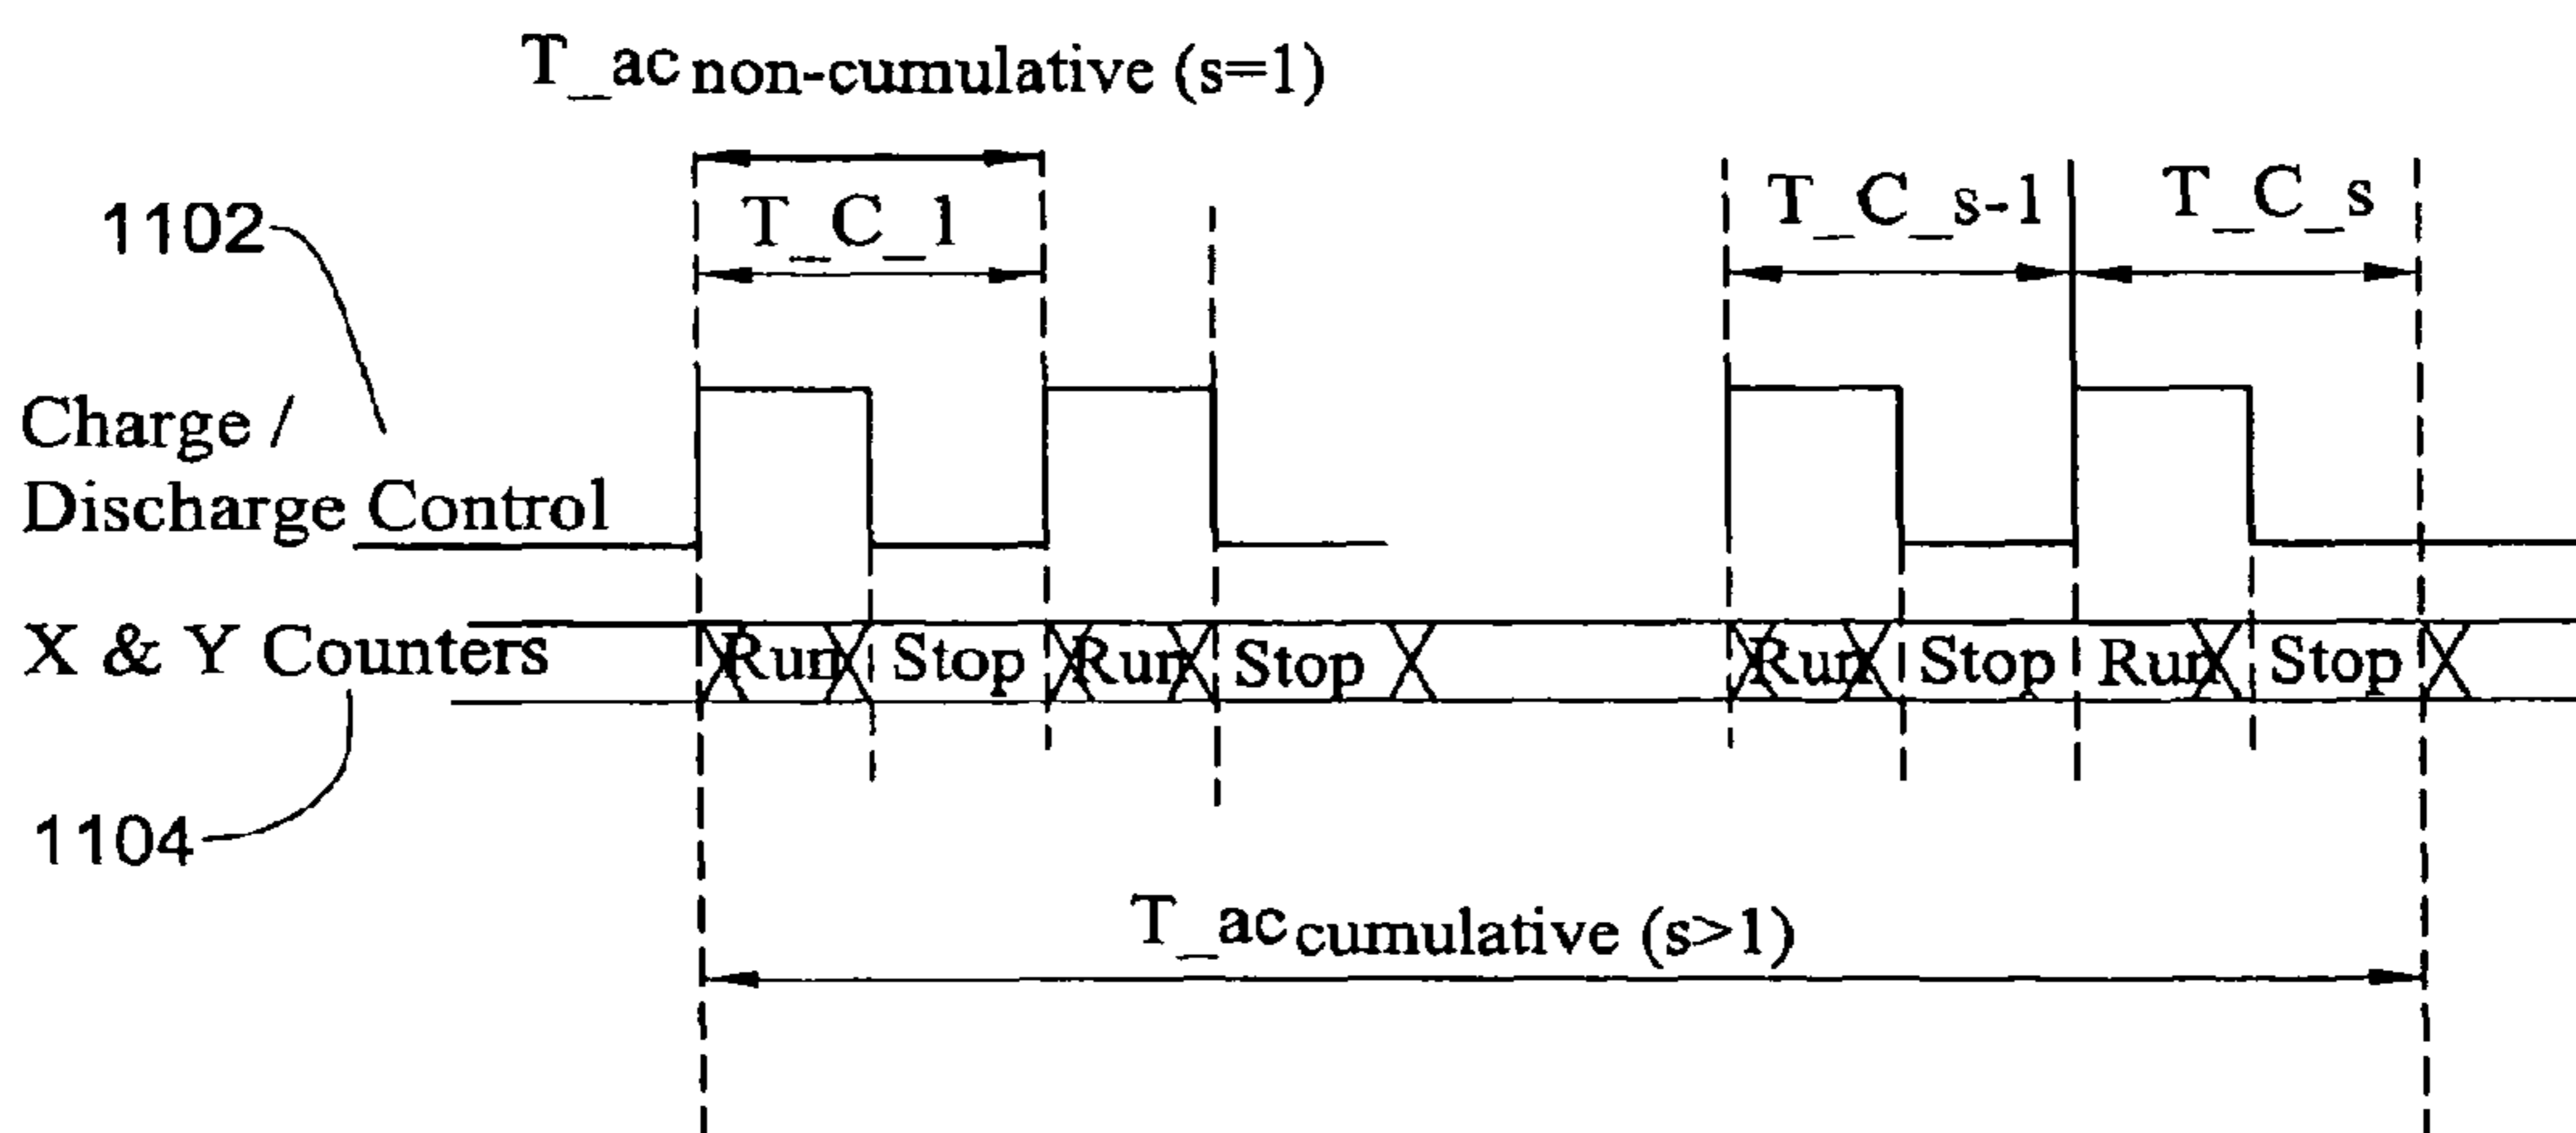 T_ac non-cumulative (s=1)
T_C_1
T_C_s-1
T_C_s
1102
Charge /
Discharge Control
X & Y Counters
Run Stop Run Stop Run Stop Run Stop
1104
T_ac cumulative (s>1)